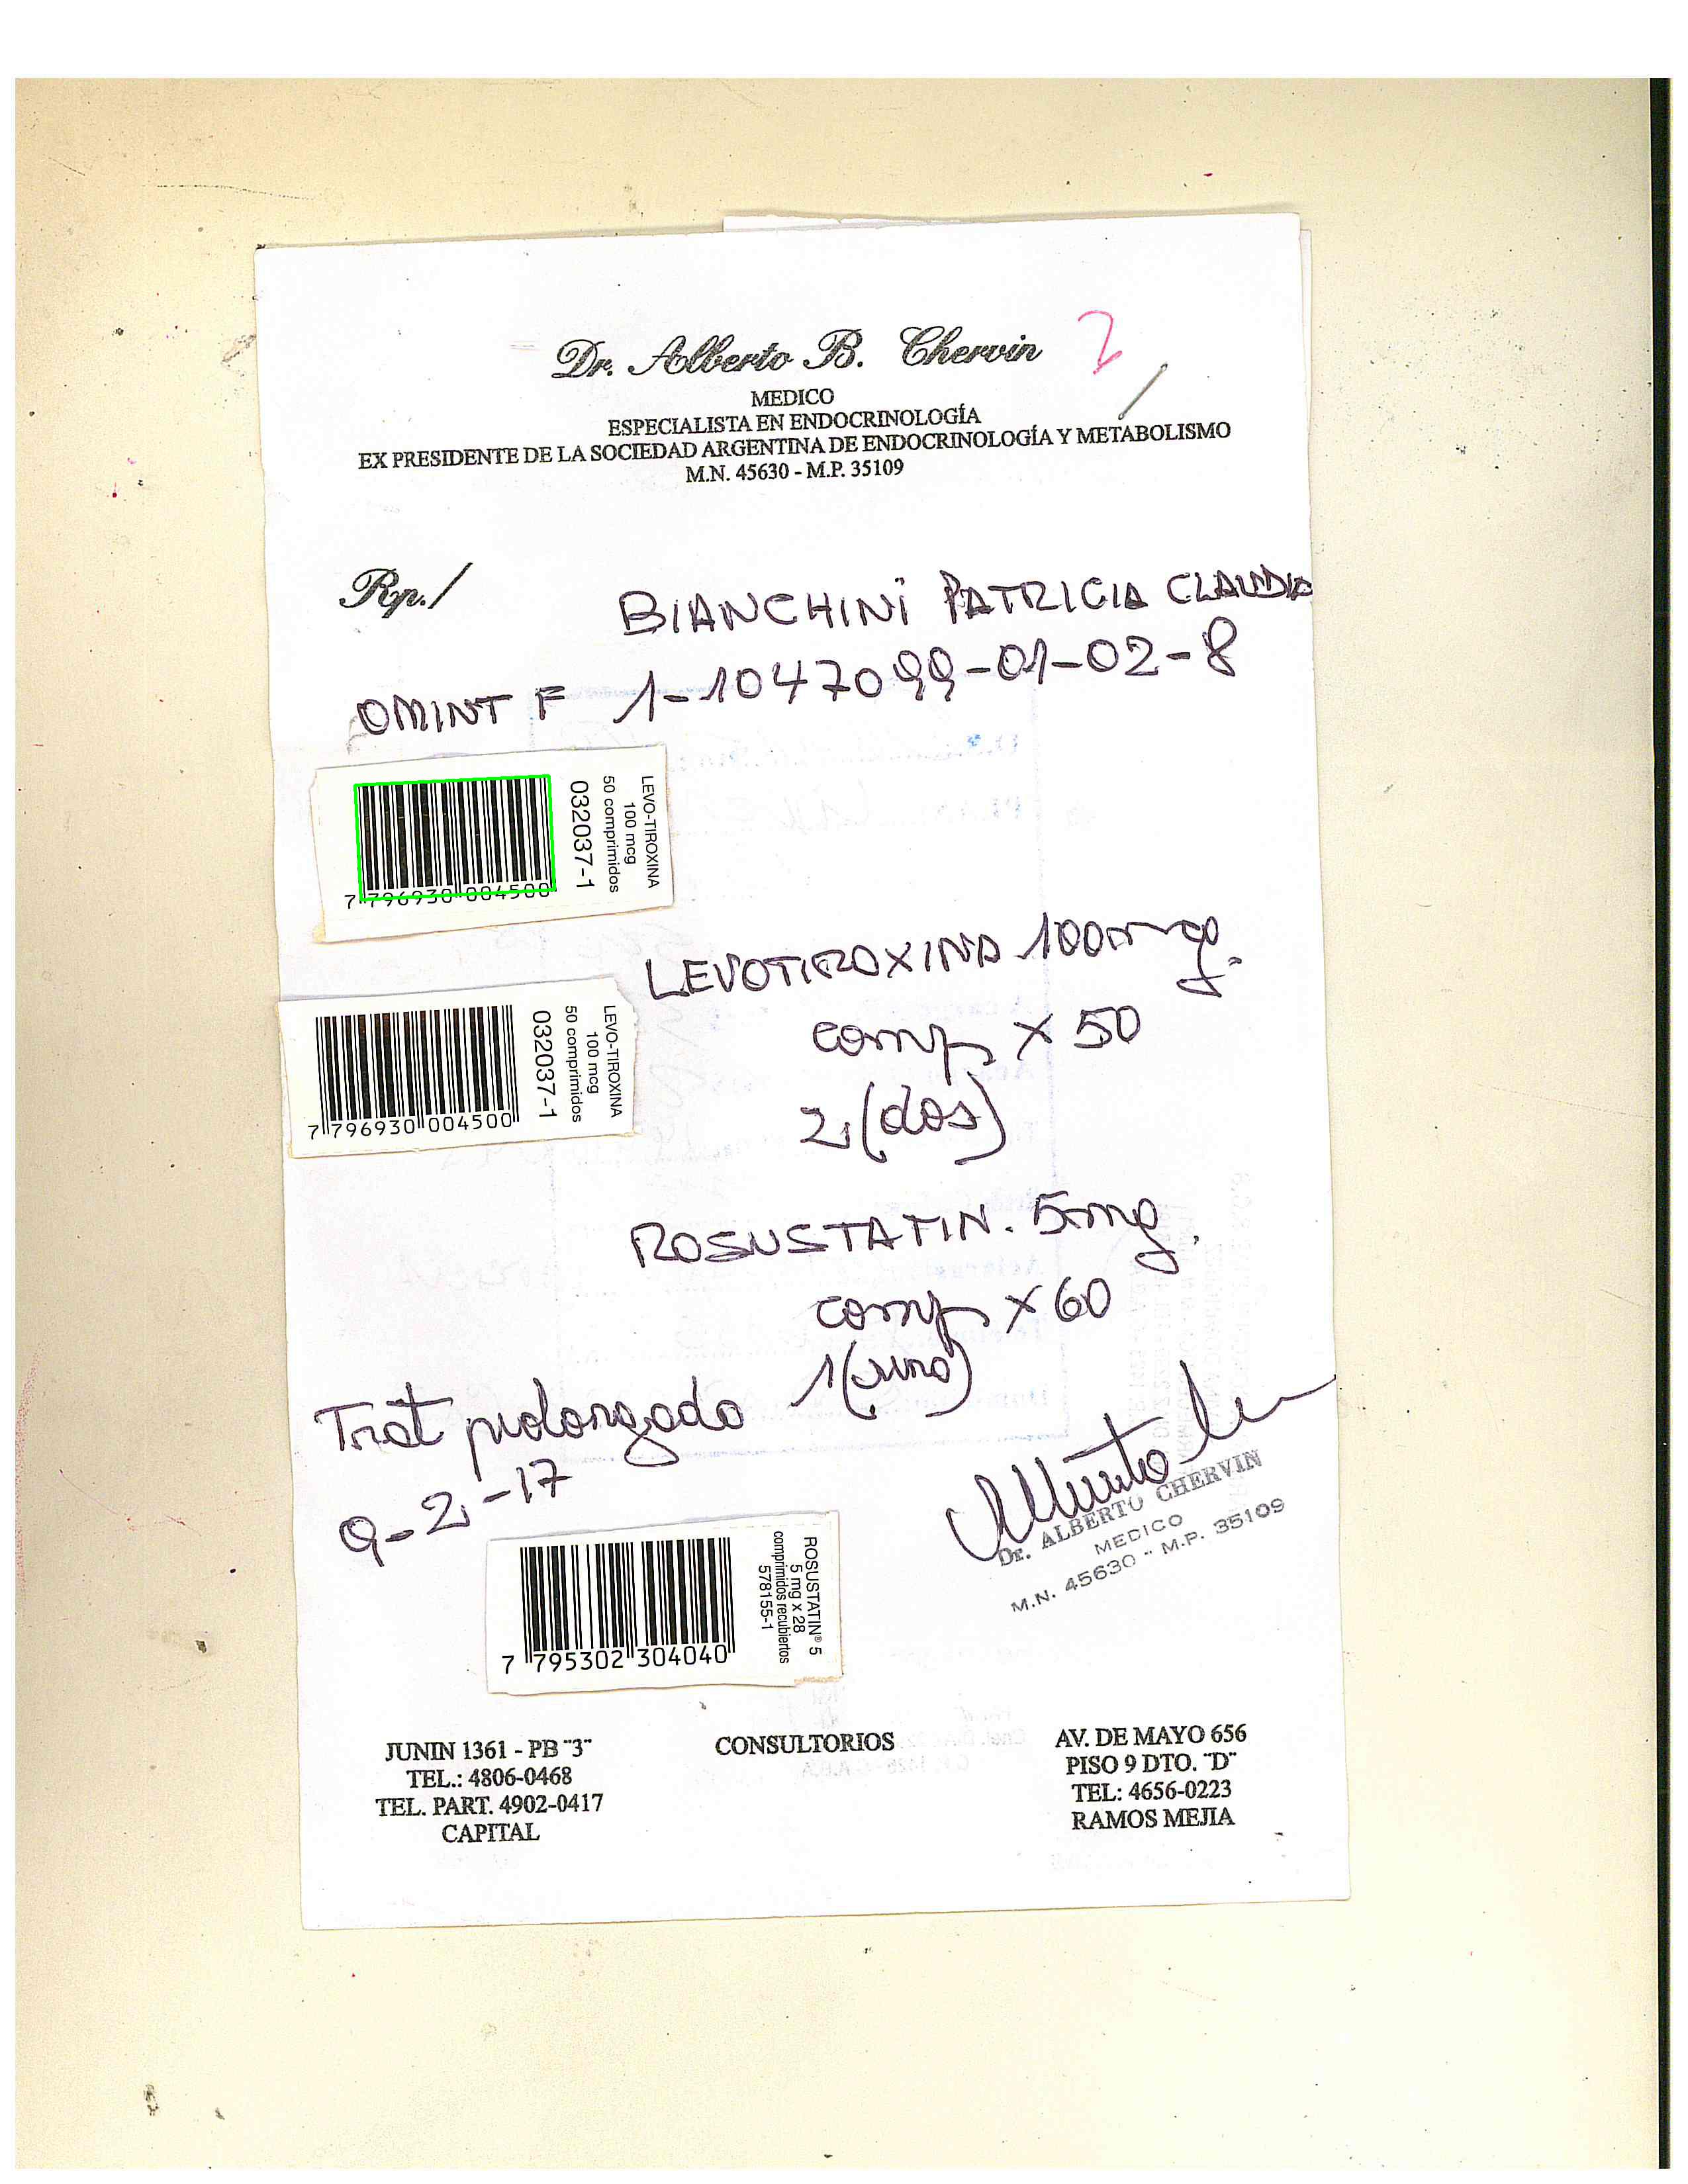 Dr. Alberto B. Chervin
2
MEDICO
ESPECIALISTA EN ENDOCRINOLOGÍA
EX PRESIDENTE DE LA SOCIEDAD ARGENTINA DE ENDOCRINOLOGÍA Y METABOLISMO
M.N. 45630 - M.P. 35109
Rp./
BIANCHINI PATRICIA CLAUDIA
OMINT F 1-1047099-01-02-8
LEVO-TIROXINA
100 mcg
50 comprimidos
032037-1
7 796930 004500
LEVOTIROXINA 100 mcg.
comp x 50
2 (dos)
LEVO-TIROXINA
100 mcg
50 comprimidos
032037-1
7 796930 004500
ROSUSTATIN. 5mg.
comp x 60
1 (uno)
Trat prolongado
9-2-17
Dr. ALBERTO CHERVIN
MEDICO
M.N. 45630 - M.P. 35109
ROSUSTATIN® 5
5 mg x 28
comprimidos recubiertos
578155-1
7 795302 304040
JUNIN 1361 - PB "3"
TEL.: 4806-0468
TEL. PART. 4902-0417
CAPITAL
CONSULTORIOS
AV. DE MAYO 656
PISO 9 DTO. "D"
TEL: 4656-0223
RAMOS MEJIA